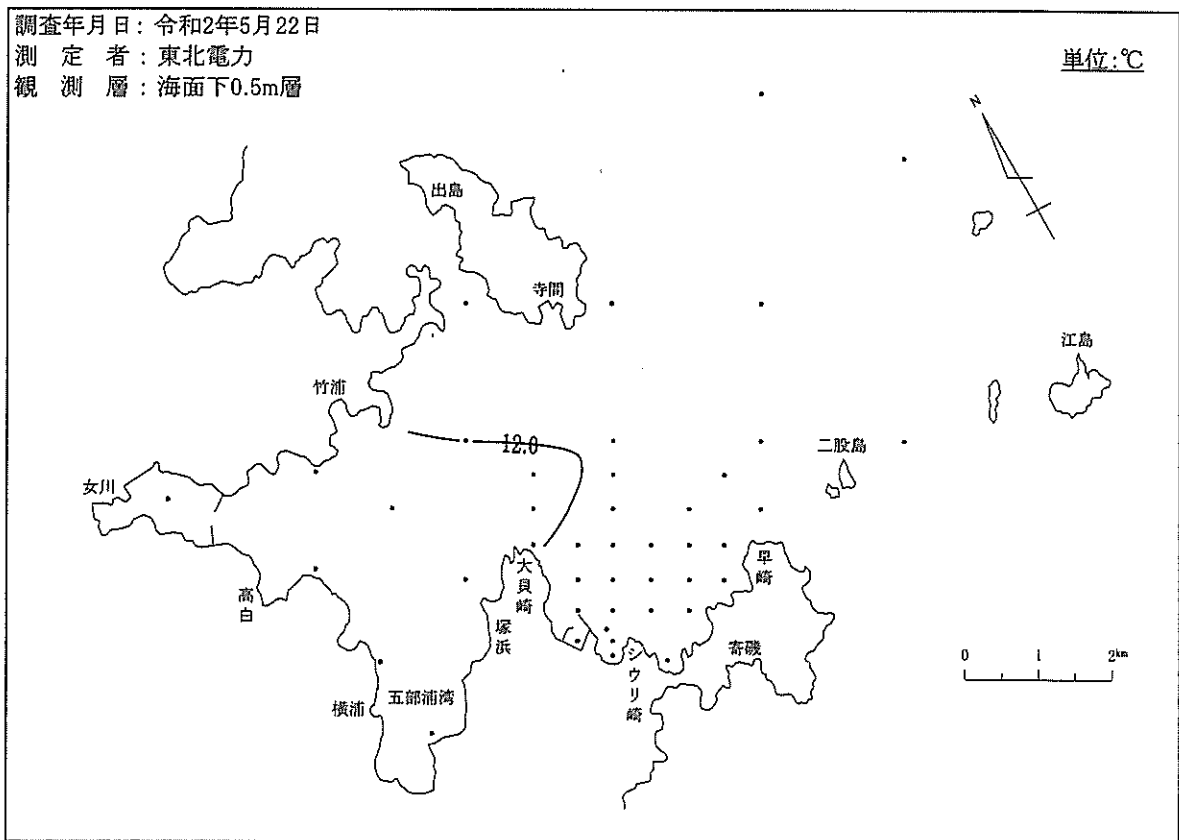 調査年月日：令和2年5月22日
測定者：東北電力
観測層：海面下0.5m層
単位：℃
N
出島
寺間
江島
竹浦
12.0
二股島
女川
大貝崎
早崎
高白
塚浜
寄磯
シウリ崎
0 1 2km
五部浦湾
横浦